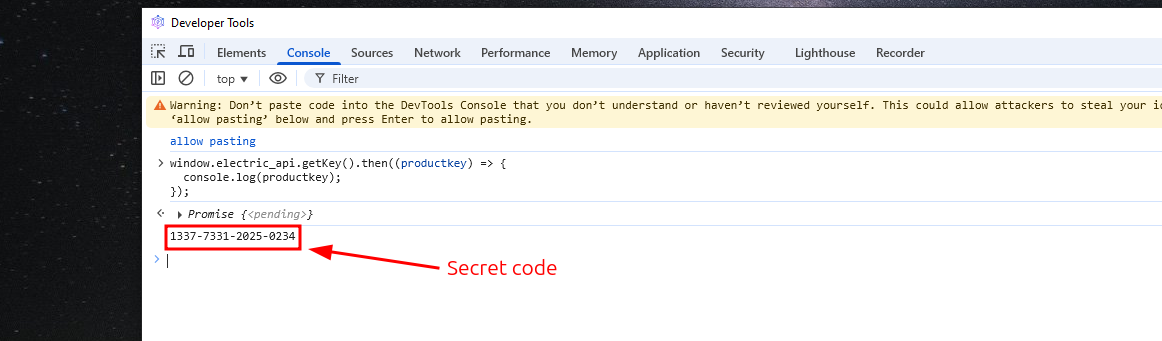 Developer Tools
Elements Console Sources Network Performance Memory Application Security Lighthouse Recorder
top ▼ Filter
Warning: Don’t paste code into the DevTools Console that you don’t understand or haven’t reviewed yourself. This could allow attackers to steal your
‘allow pasting’ below and press Enter to allow pasting.
allow pasting
> window.electric_api.getKey().then((productkey) => {
console.log(productkey);
});
Promise {<pending>}
1337-7331-2025-0234
>
Secret code